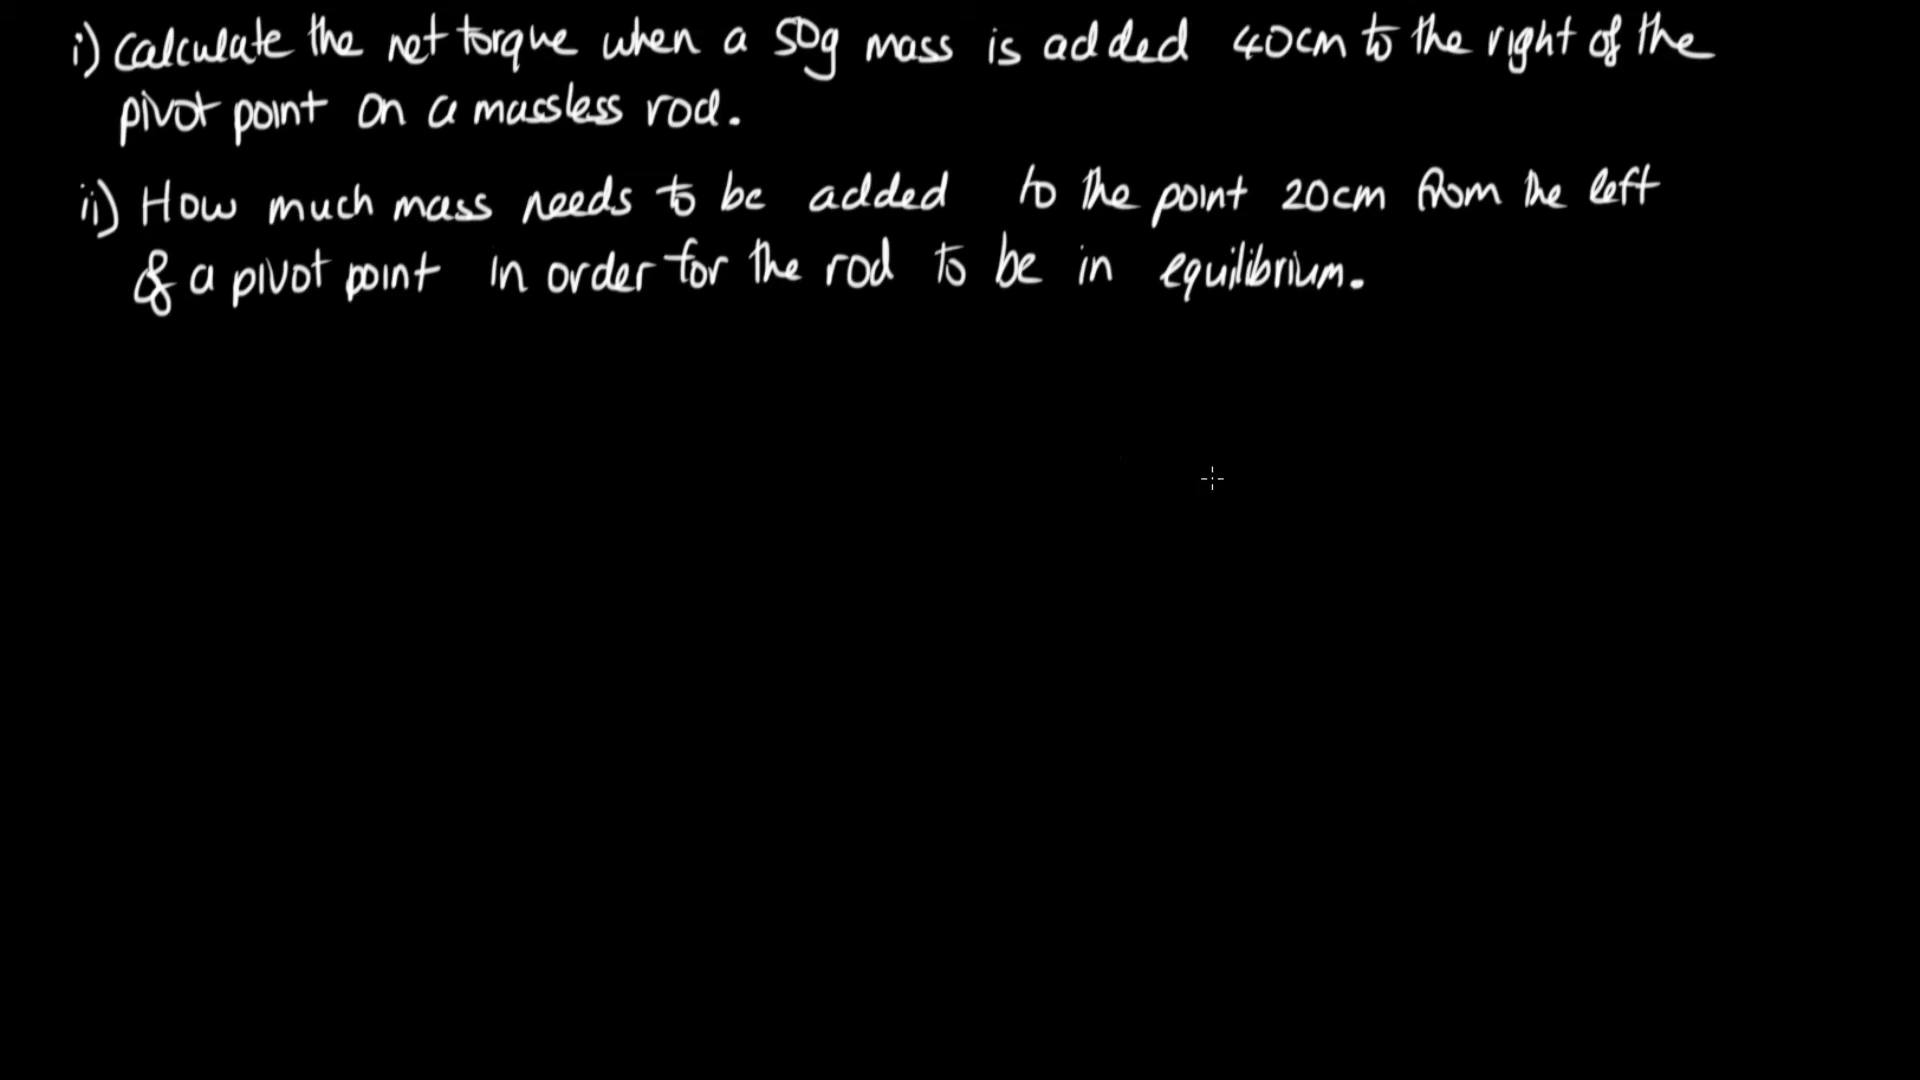 i) Calculate the net torque when a 50g mass is added 40cm to the right of the
pivot point on a massless rod.
ii) How much mass needs to be added to the point 20cm from the left
of a pivot point in order for the rod to be in equilibrium.